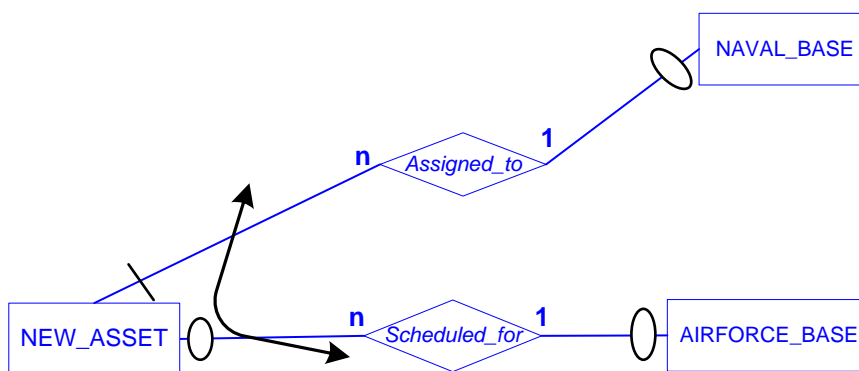 NAVAL_BASE
n
Assigned_to
1
NEW_ASSET
n
Scheduled_for
1
AIRFORCE_BASE